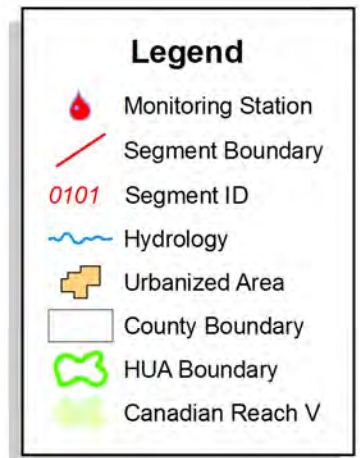 Legend
Monitoring Station
Segment Boundary
0101 Segment ID
Hydrology
Urbanized Area
County Boundary
HUA Boundary
Canadian Reach V